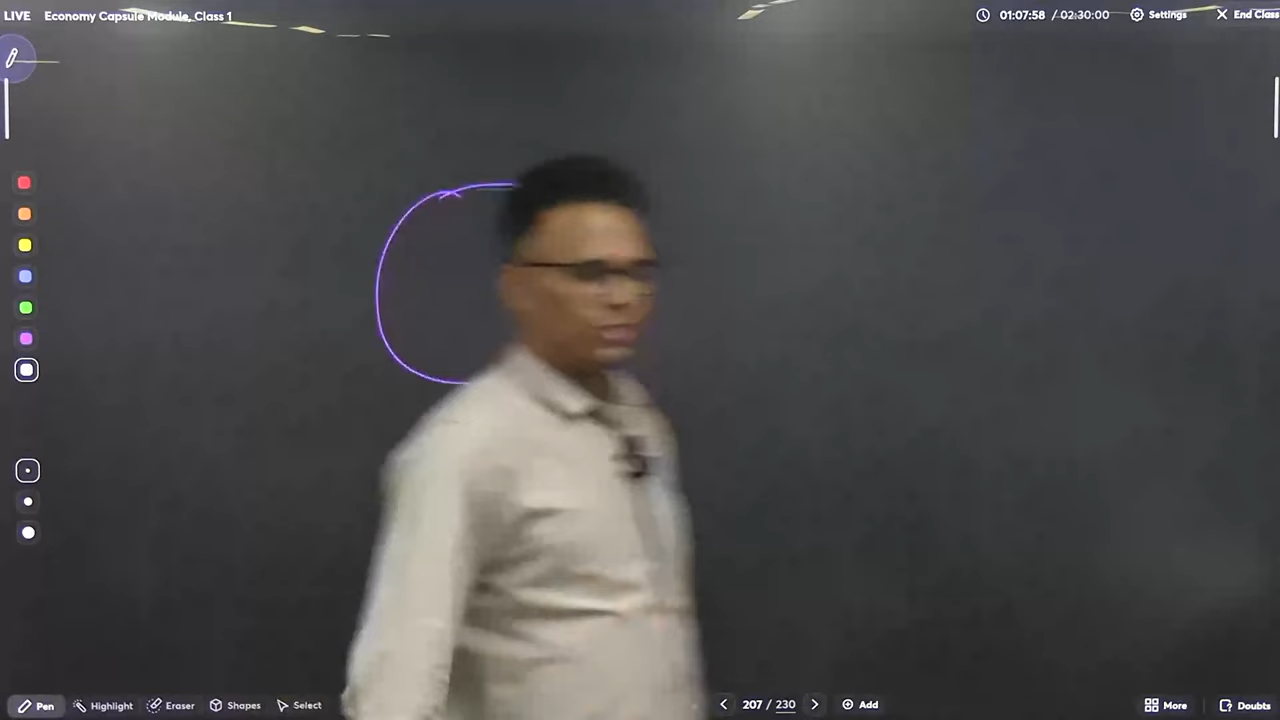 LIVE Economy Capsule Module, Class 1 01:07:58 / 02:30:00 Settings End Class
Pen Highlight Eraser Shapes Select 207 / 230 Add More Doubts